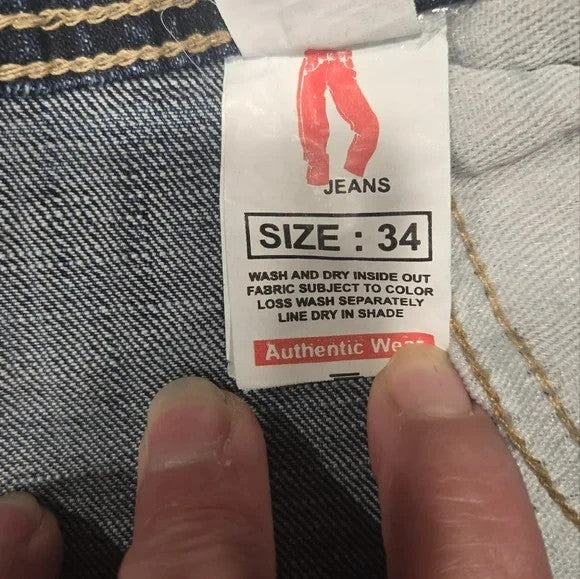 JEANS
SIZE : 34
WASH AND DRY INSIDE OUT
FABRIC SUBJECT TO COLOR
LOSS WASH SEPARATELY
LINE DRY IN SHADE
Authentic Wear